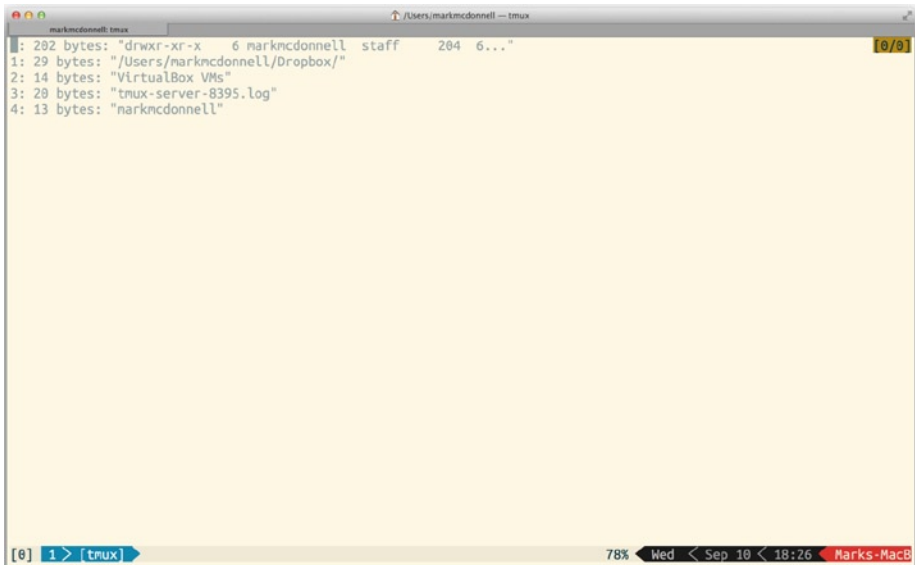 /Users/markmcdonnell — tmux
markmcdonnell: tmux
: 202 bytes: "drwxr-xr-x    6 markmcdonnell  staff     204  6..." [0/0]
1: 29 bytes: "/Users/markmcdonnell/Dropbox/"
2: 14 bytes: "VirtualBox VMs"
3: 20 bytes: "tmux-server-8395.log"
4: 13 bytes: "markmcdonnell"
[0] 1 > [tmux] 78% Wed < Sep 10 < 18:26 Marks-MacB